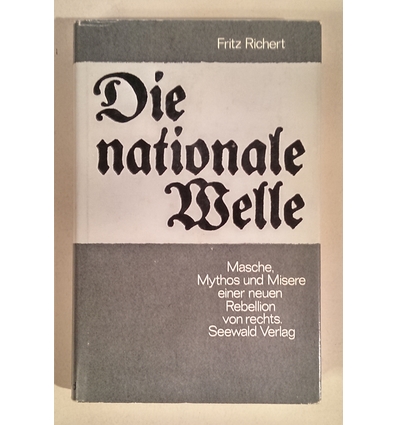 Fritz Richert
Die
nationale
Welle
Masche,
Mythos und Misere
einer neuen
Rebellion
von rechts.
Seewald Verlag